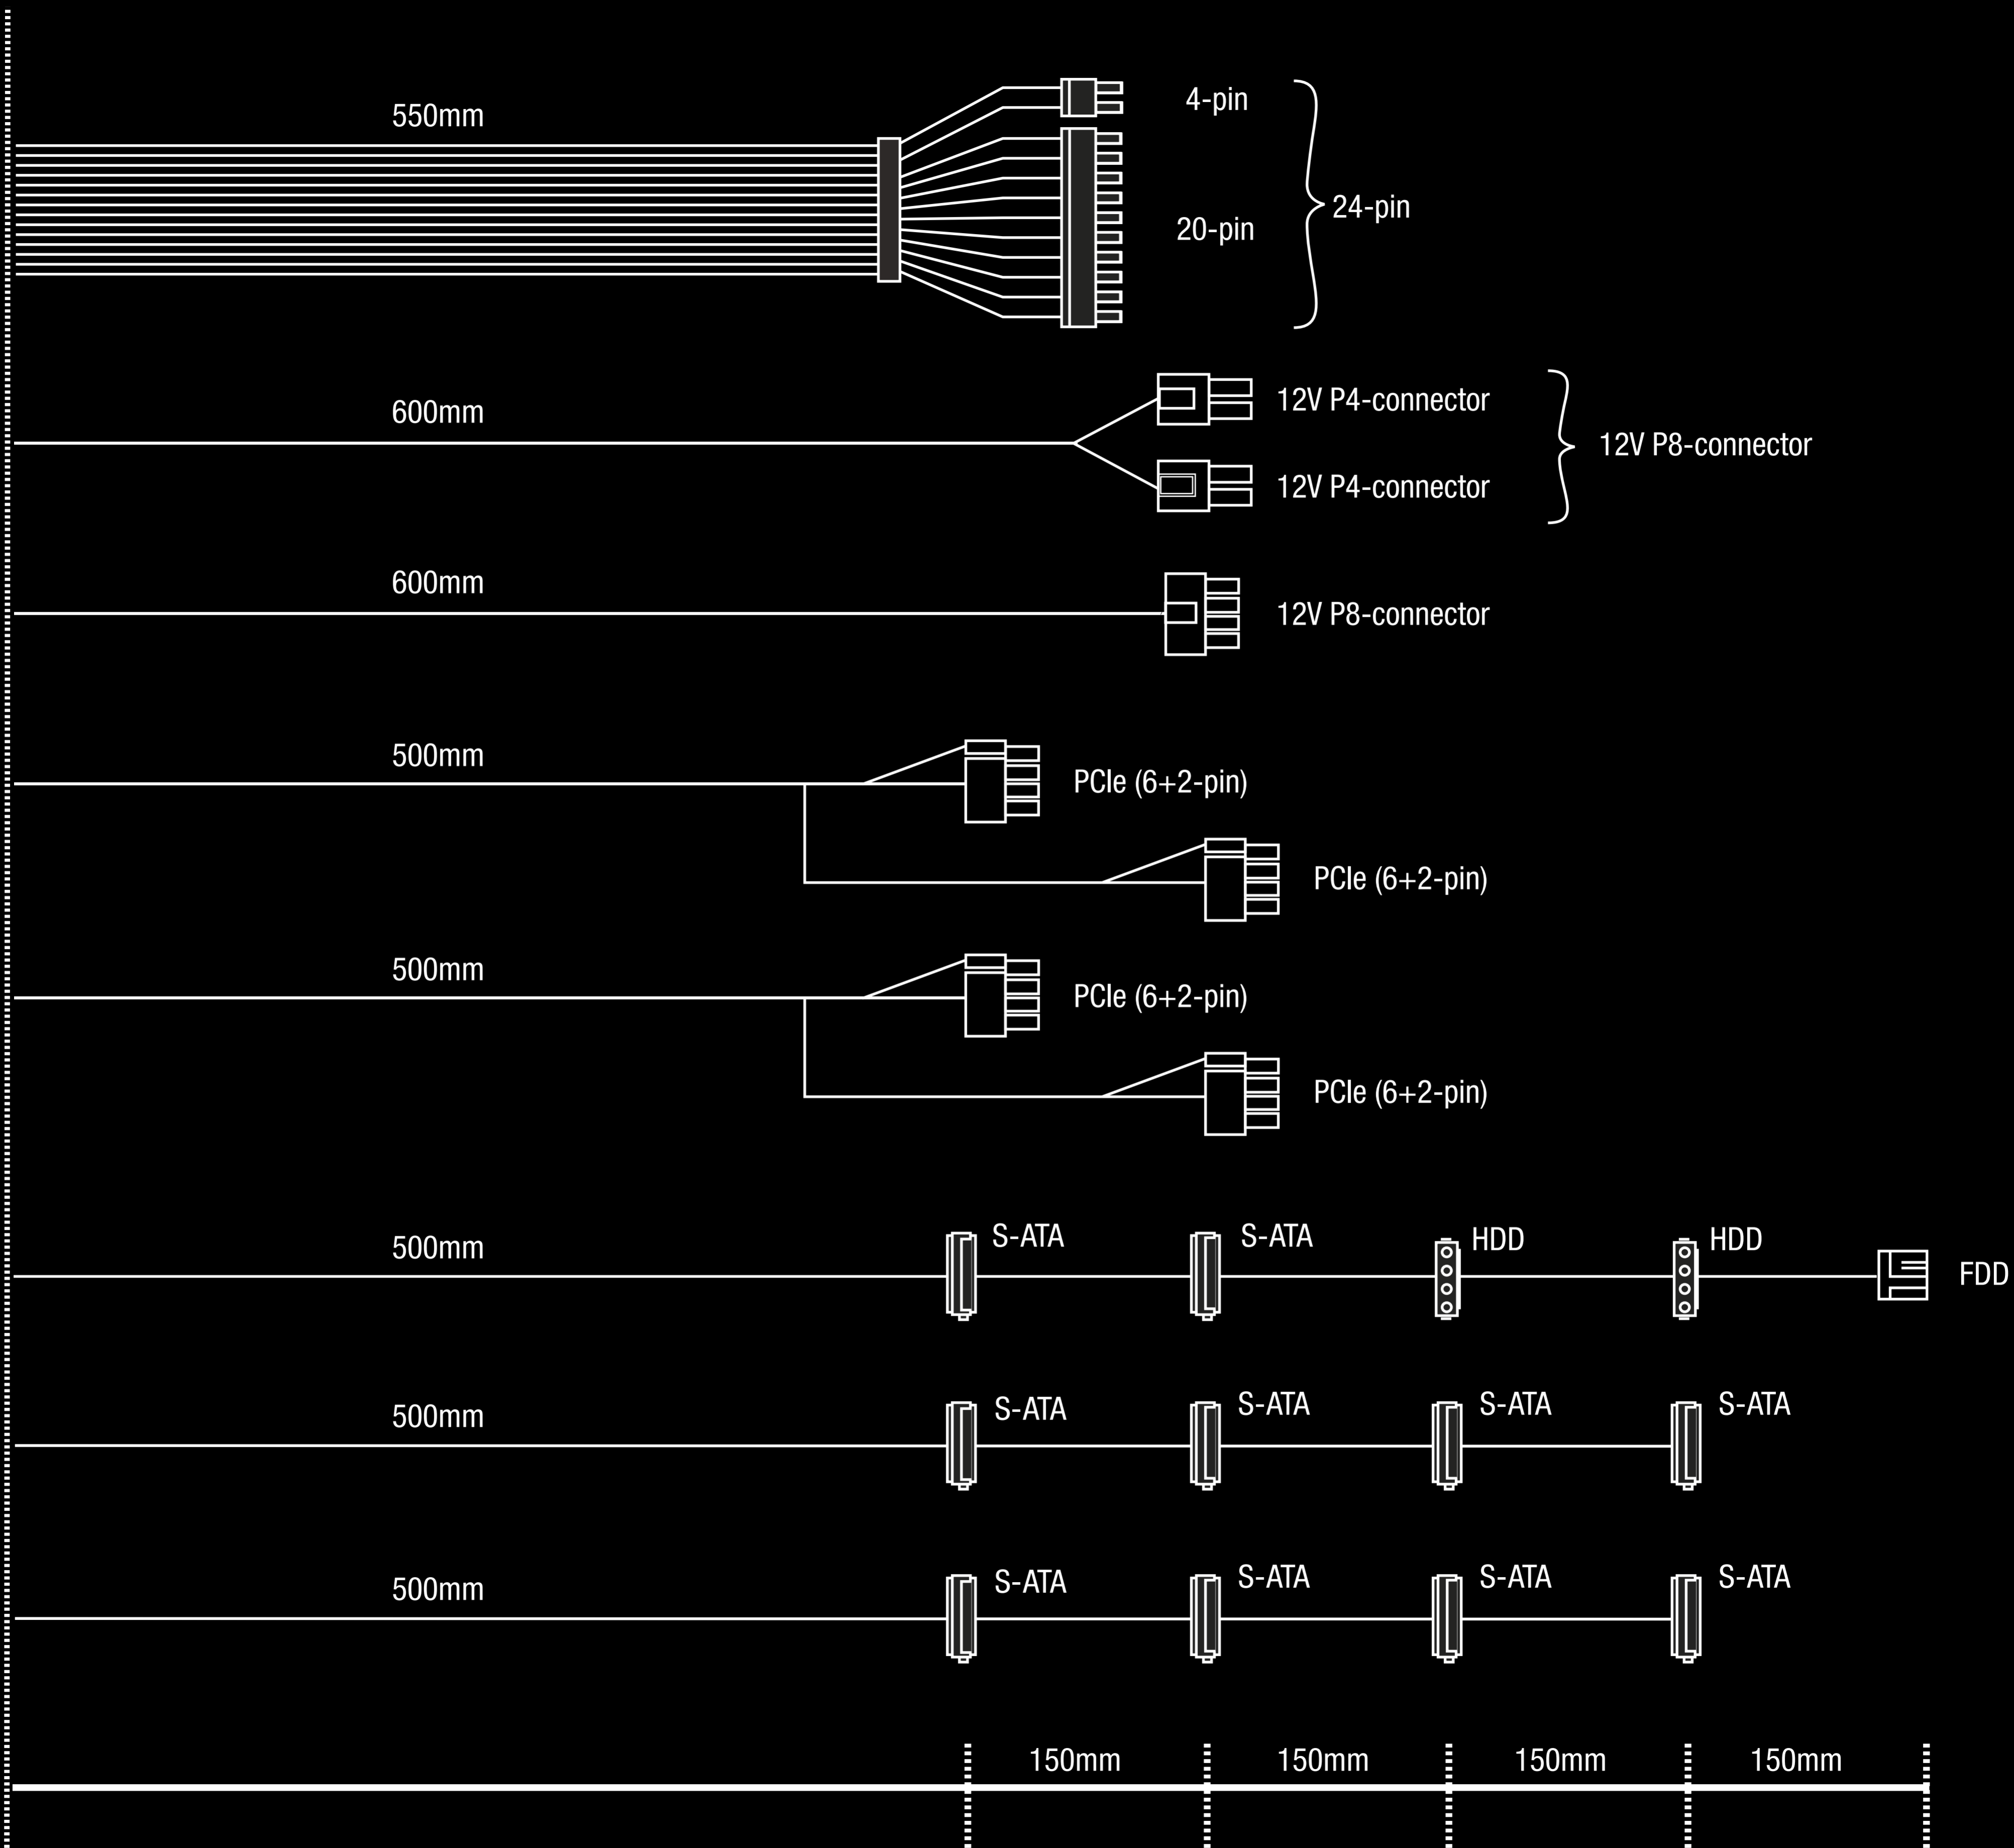 550mm
4-pin
20-pin
24-pin
600mm
12V P4-connector
12V P4-connector
12V P8-connector
600mm
12V P8-connector
500mm
PCIe (6+2-pin)
PCIe (6+2-pin)
500mm
PCIe (6+2-pin)
PCIe (6+2-pin)
500mm
S-ATA
S-ATA
HDD
HDD
FDD
500mm
S-ATA
S-ATA
S-ATA
S-ATA
500mm
S-ATA
S-ATA
S-ATA
S-ATA
150mm
150mm
150mm
150mm